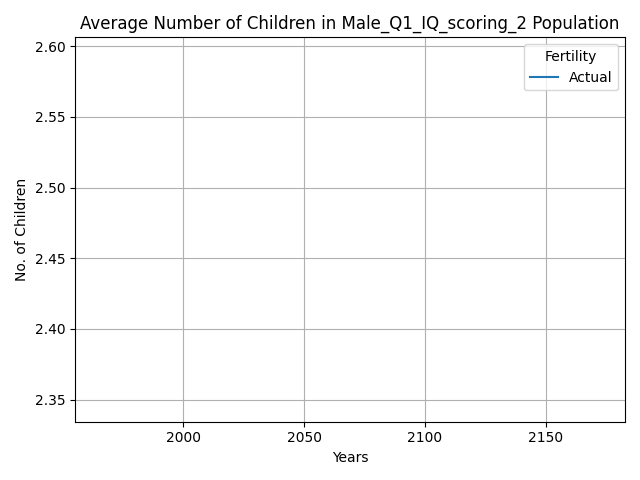 Average Number of Children in Male_Q1_IQ_scoring_2 Population
Fertility
Actual
No. of Children
2.60
2.55
2.50
2.45
2.40
2.35
2000 2050 2100 2150
Years